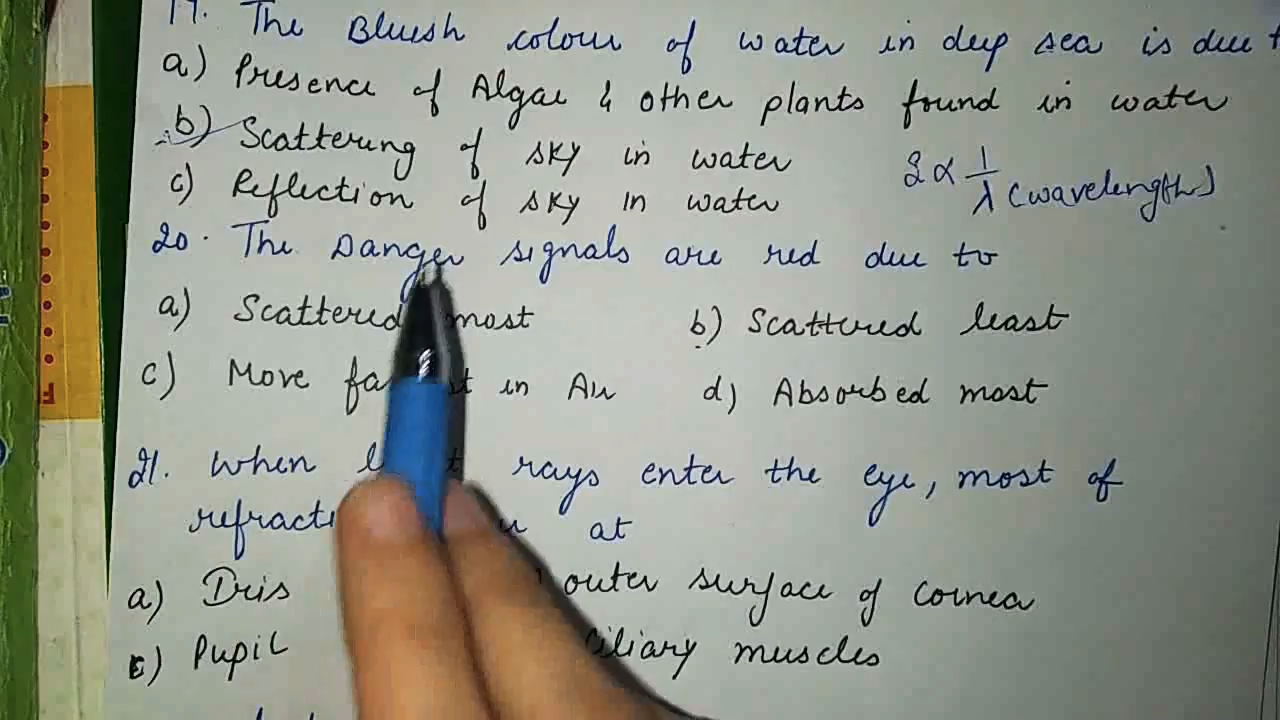 The Bluish colour of water in deep sea is due
a) Presence of Algae & other plants found in water
b) Scattering of sky in water
c) Reflection of sky in water
∝ 1/λ (wavelength)
20. The Danger signals are red due to
a) Scattered most b) Scattered least
c) Move in Air d) Absorbed most
21. When rays enter the eye, most of
at
a) Iris outer surface of Cornea
c) Pupil ciliary muscles